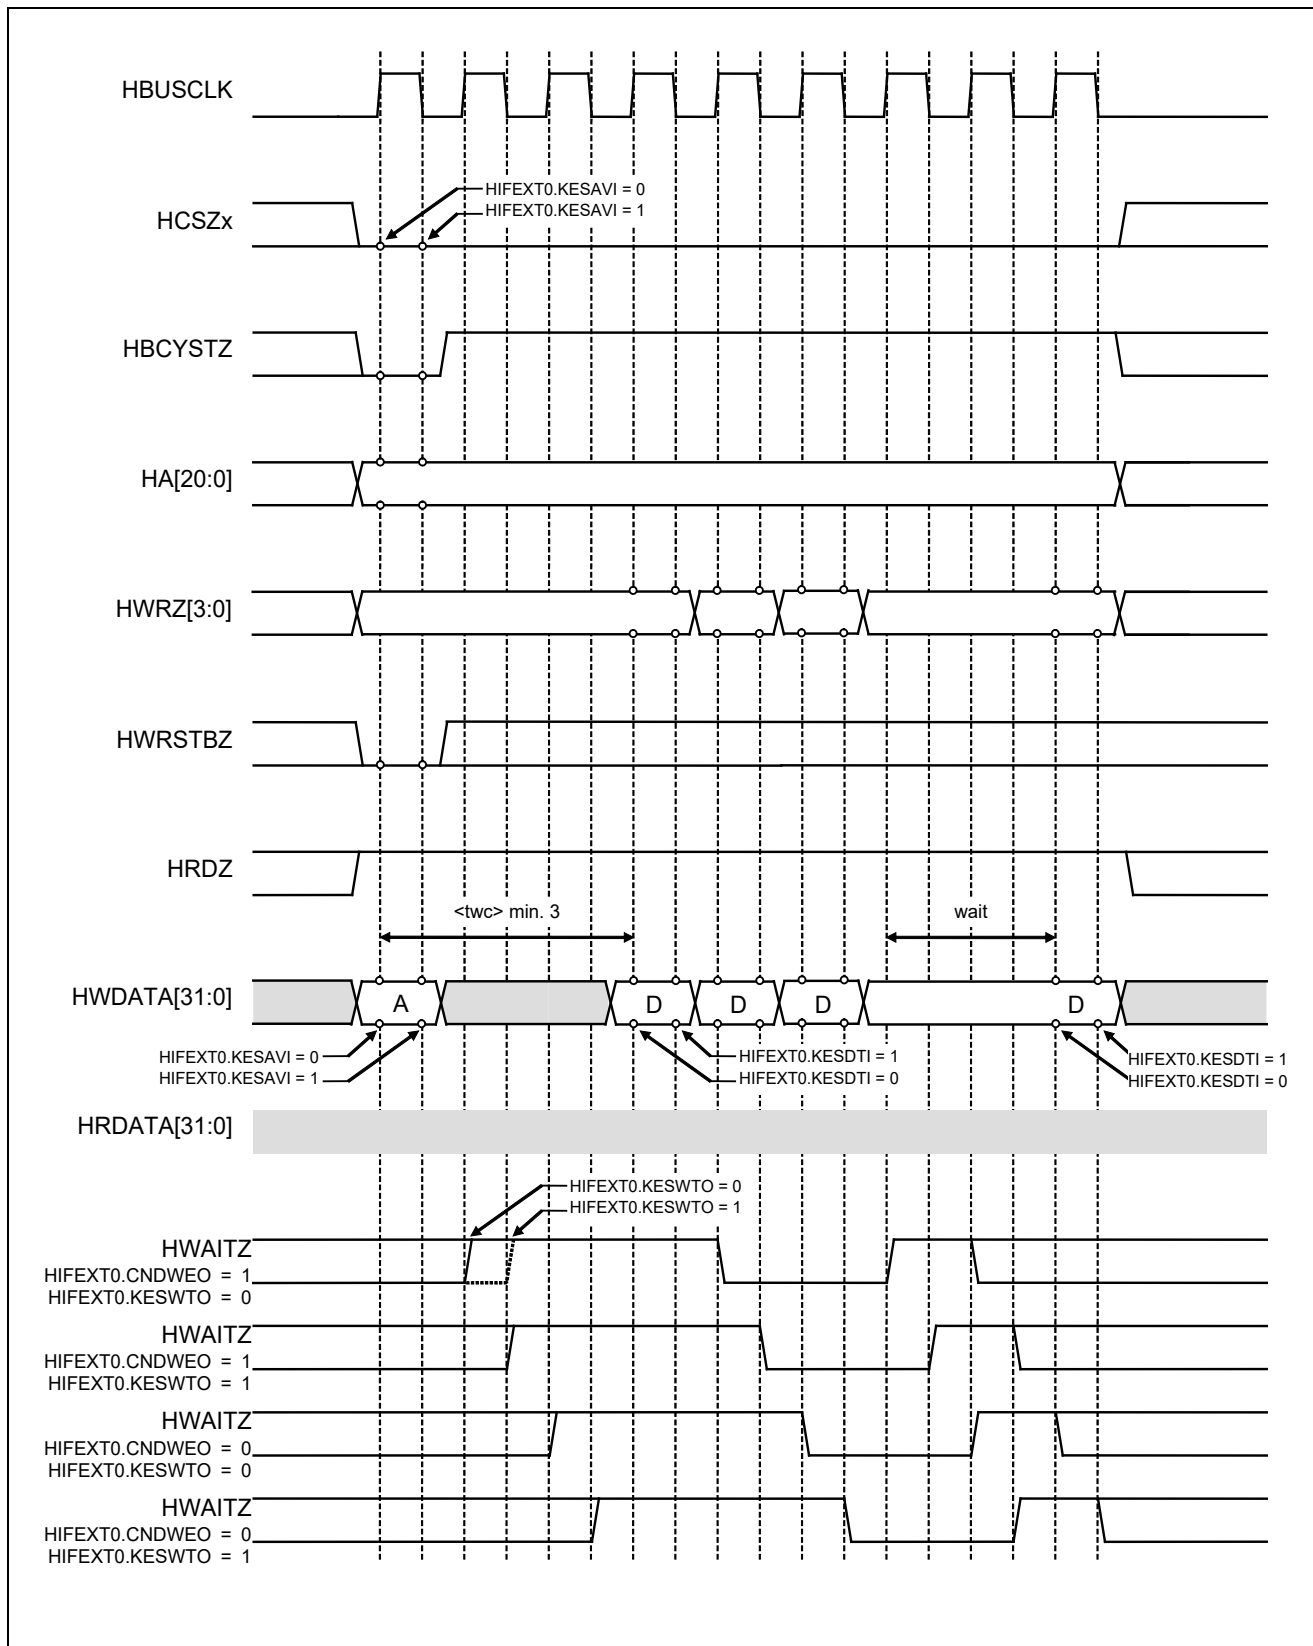 HBUSCLK
HIFEXT0.KESAVI = 0
HIFEXT0.KESAVI = 1
HCSZx
HBCYSTZ
HA[20:0]
HWRZ[3:0]
HWRSTBZ
HRDZ
<twc> min. 3
wait
HWDATA[31:0]
A D D D D
HIFEXT0.KESAVI = 0
HIFEXT0.KESAVI = 1
HIFEXT0.KESDTI = 1
HIFEXT0.KESDTI = 0
HIFEXT0.KESDTI = 1
HIFEXT0.KESDTI = 0
HRDATA[31:0]
HIFEXT0.KESWTO = 0
HIFEXT0.KESWTO = 1
HWAITZ
HIFEXT0.CNDWEO = 1
HIFEXT0.KESWTO = 0
HWAITZ
HIFEXT0.CNDWEO = 1
HIFEXT0.KESWTO = 1
HWAITZ
HIFEXT0.CNDWEO = 0
HIFEXT0.KESWTO = 0
HWAITZ
HIFEXT0.CNDWEO = 0
HIFEXT0.KESWTO = 1